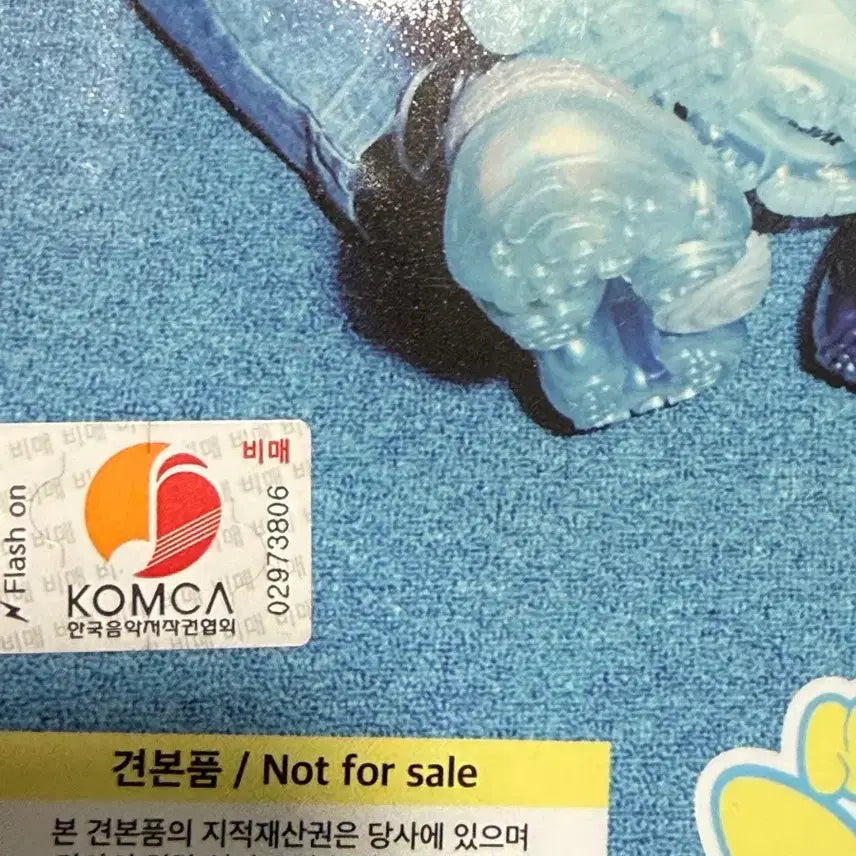 비매
Flash on
02973806
KOMCA
한국음악저작권협회
견본품 / Not for sale
본 견본품의 지적재산권은 당사에 있으며